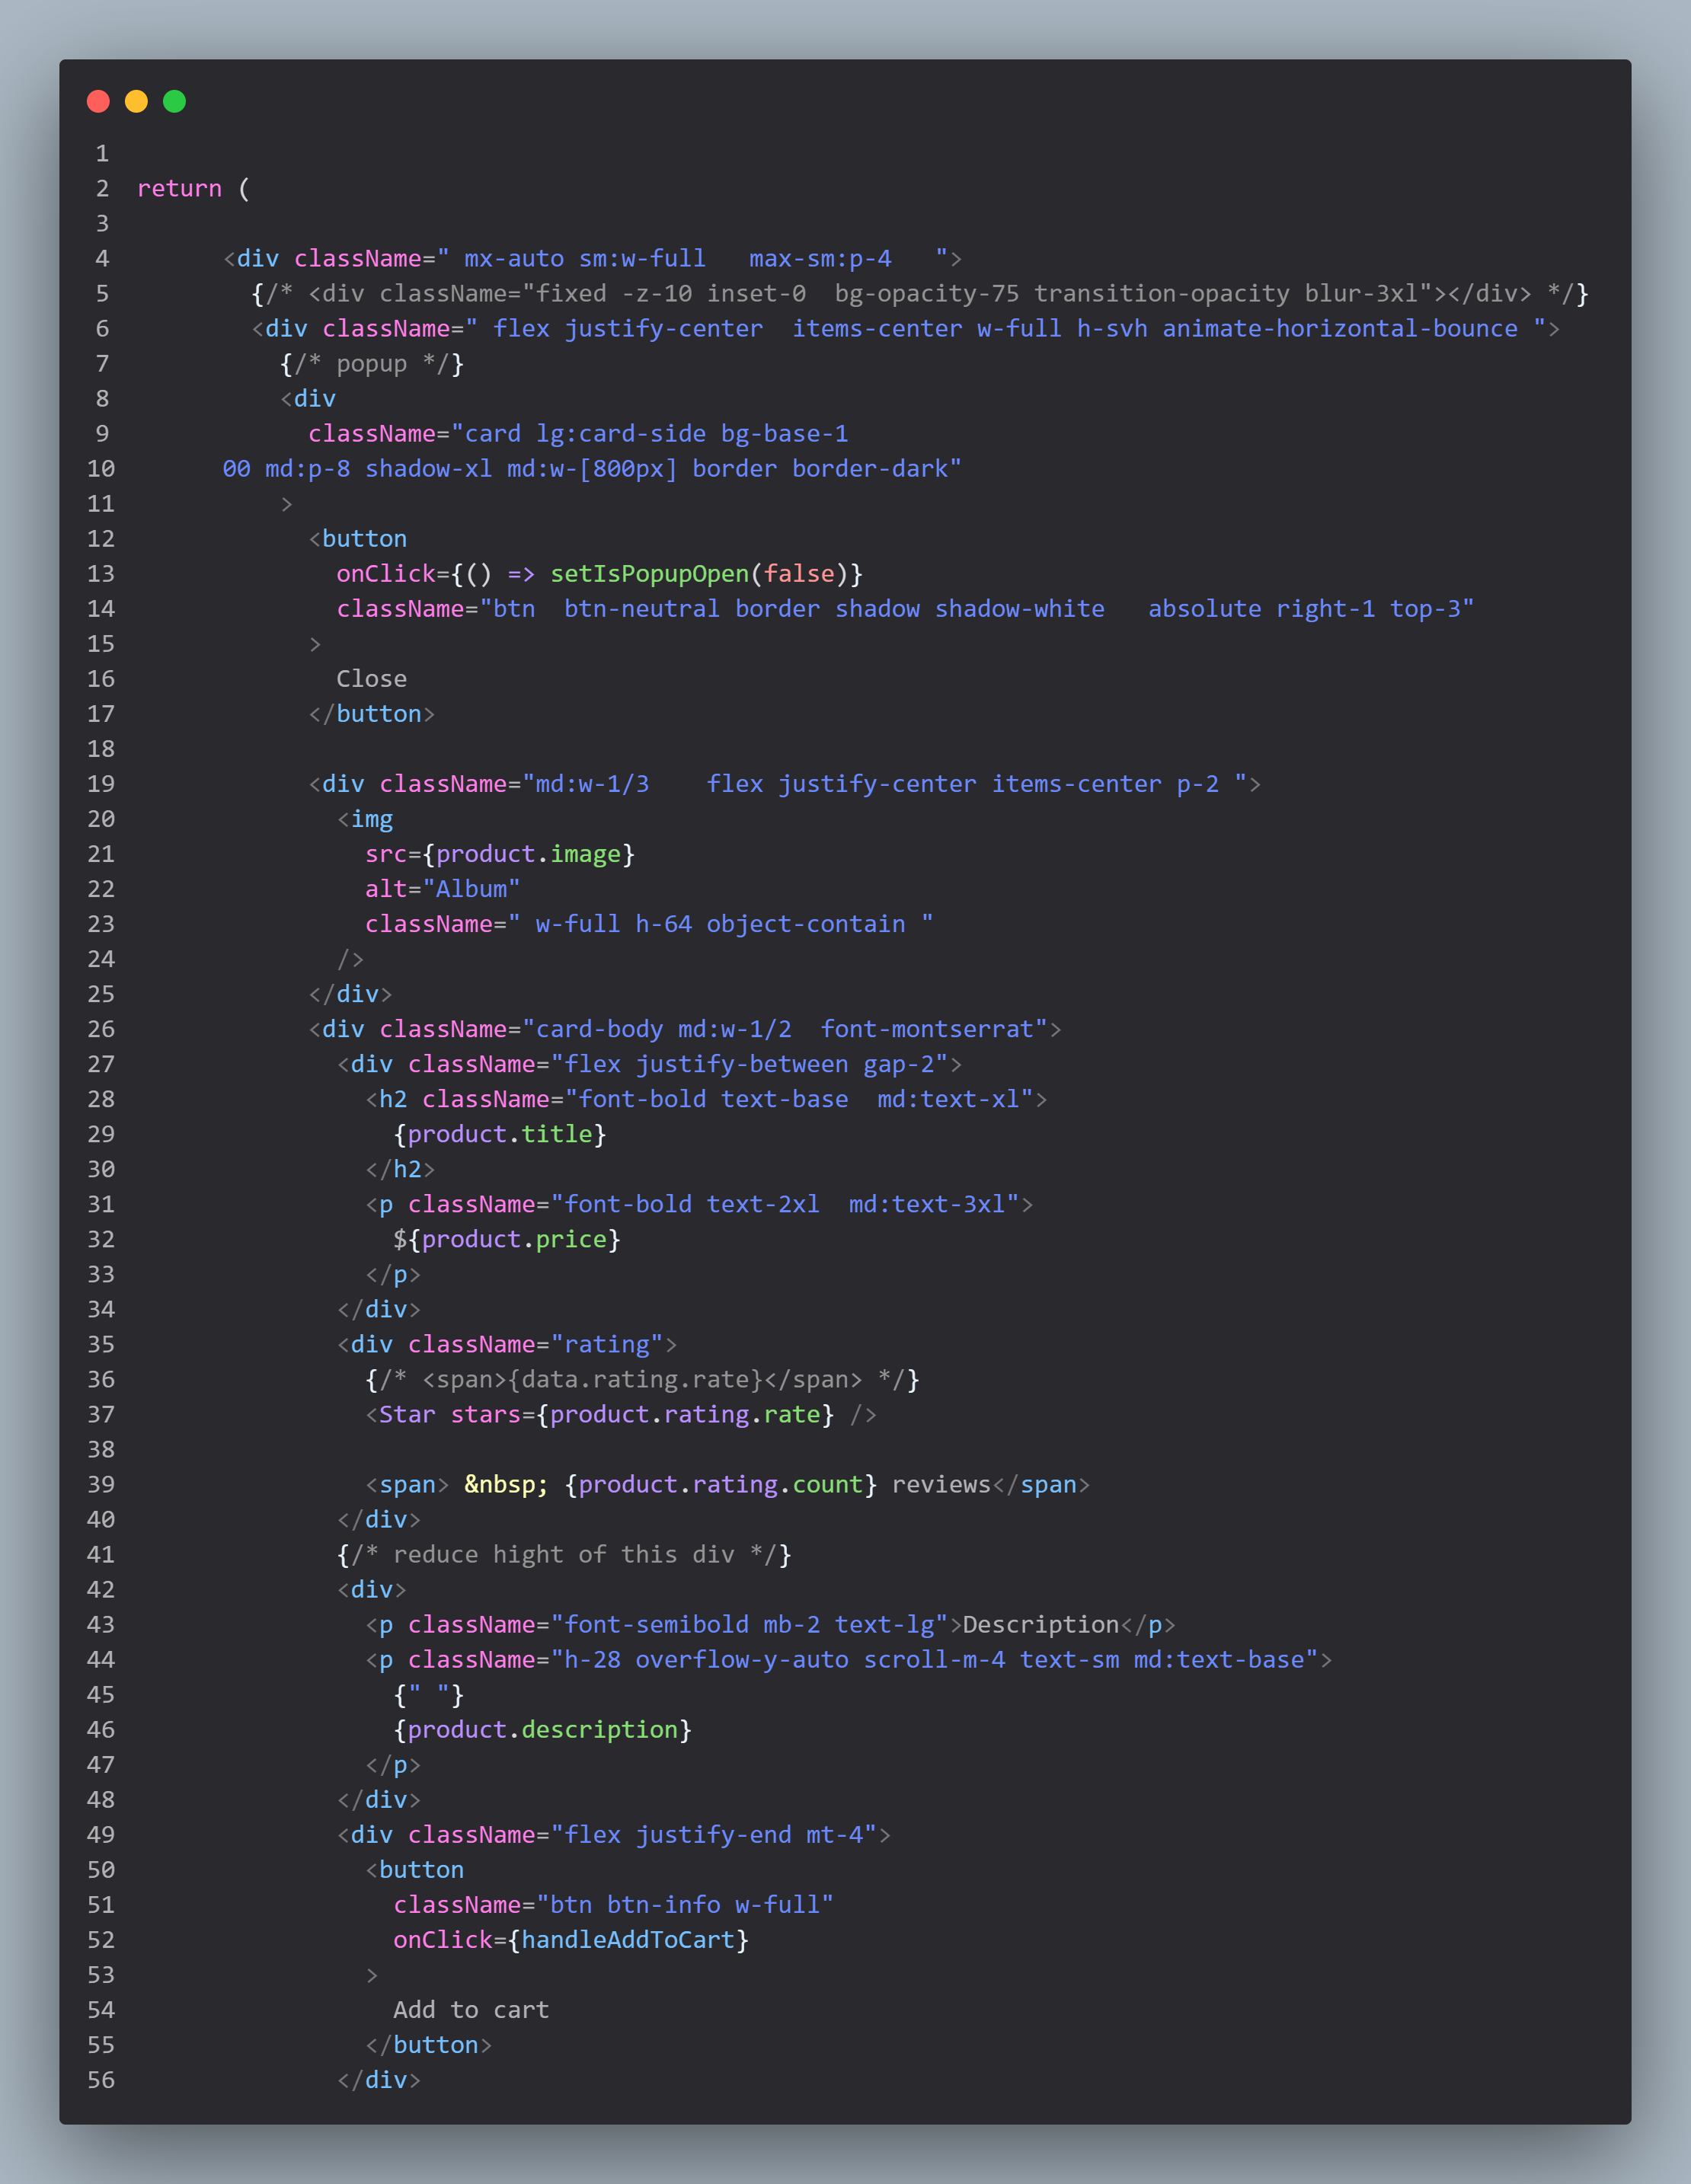 1
2 return (
3
4       <div className=" mx-auto sm:w-full   max-sm:p-4   ">
5         {/* <div className="fixed -z-10 inset-0  bg-opacity-75 transition-opacity blur-3xl"></div> */}
6         <div className=" flex justify-center  items-center w-full h-svh animate-horizontal-bounce ">
7           {/* popup */}
8           <div
9             className="card lg:card-side bg-base-1
10       00 md:p-8 shadow-xl md:w-[800px] border border-dark"
11           >
12             <button
13               onClick={() => setIsPopupOpen(false)}
14               className="btn  btn-neutral border shadow shadow-white   absolute right-1 top-3"
15             >
16               Close
17             </button>
18
19             <div className="md:w-1/3    flex justify-center items-center p-2 ">
20               <img
21                 src={product.image}
22                 alt="Album"
23                 className=" w-full h-64 object-contain "
24               />
25             </div>
26             <div className="card-body md:w-1/2  font-montserrat">
27               <div className="flex justify-between gap-2">
28                 <h2 className="font-bold text-base  md:text-xl">
29                   {product.title}
30                 </h2>
31                 <p className="font-bold text-2xl  md:text-3xl">
32                   ${product.price}
33                 </p>
34               </div>
35               <div className="rating">
36                 {/* <span>{data.rating.rate}</span> */}
37                 <Star stars={product.rating.rate} />
38
39                 <span> &nbsp; {product.rating.count} reviews</span>
40               </div>
41               {/* reduce hight of this div */}
42               <div>
43                 <p className="font-semibold mb-2 text-lg">Description</p>
44                 <p className="h-28 overflow-y-auto scroll-m-4 text-sm md:text-base">
45                   {" "}
46                   {product.description}
47                 </p>
48               </div>
49               <div className="flex justify-end mt-4">
50                 <button
51                   className="btn btn-info w-full"
52                   onClick={handleAddToCart}
53                 >
54                   Add to cart
55                 </button>
56               </div>